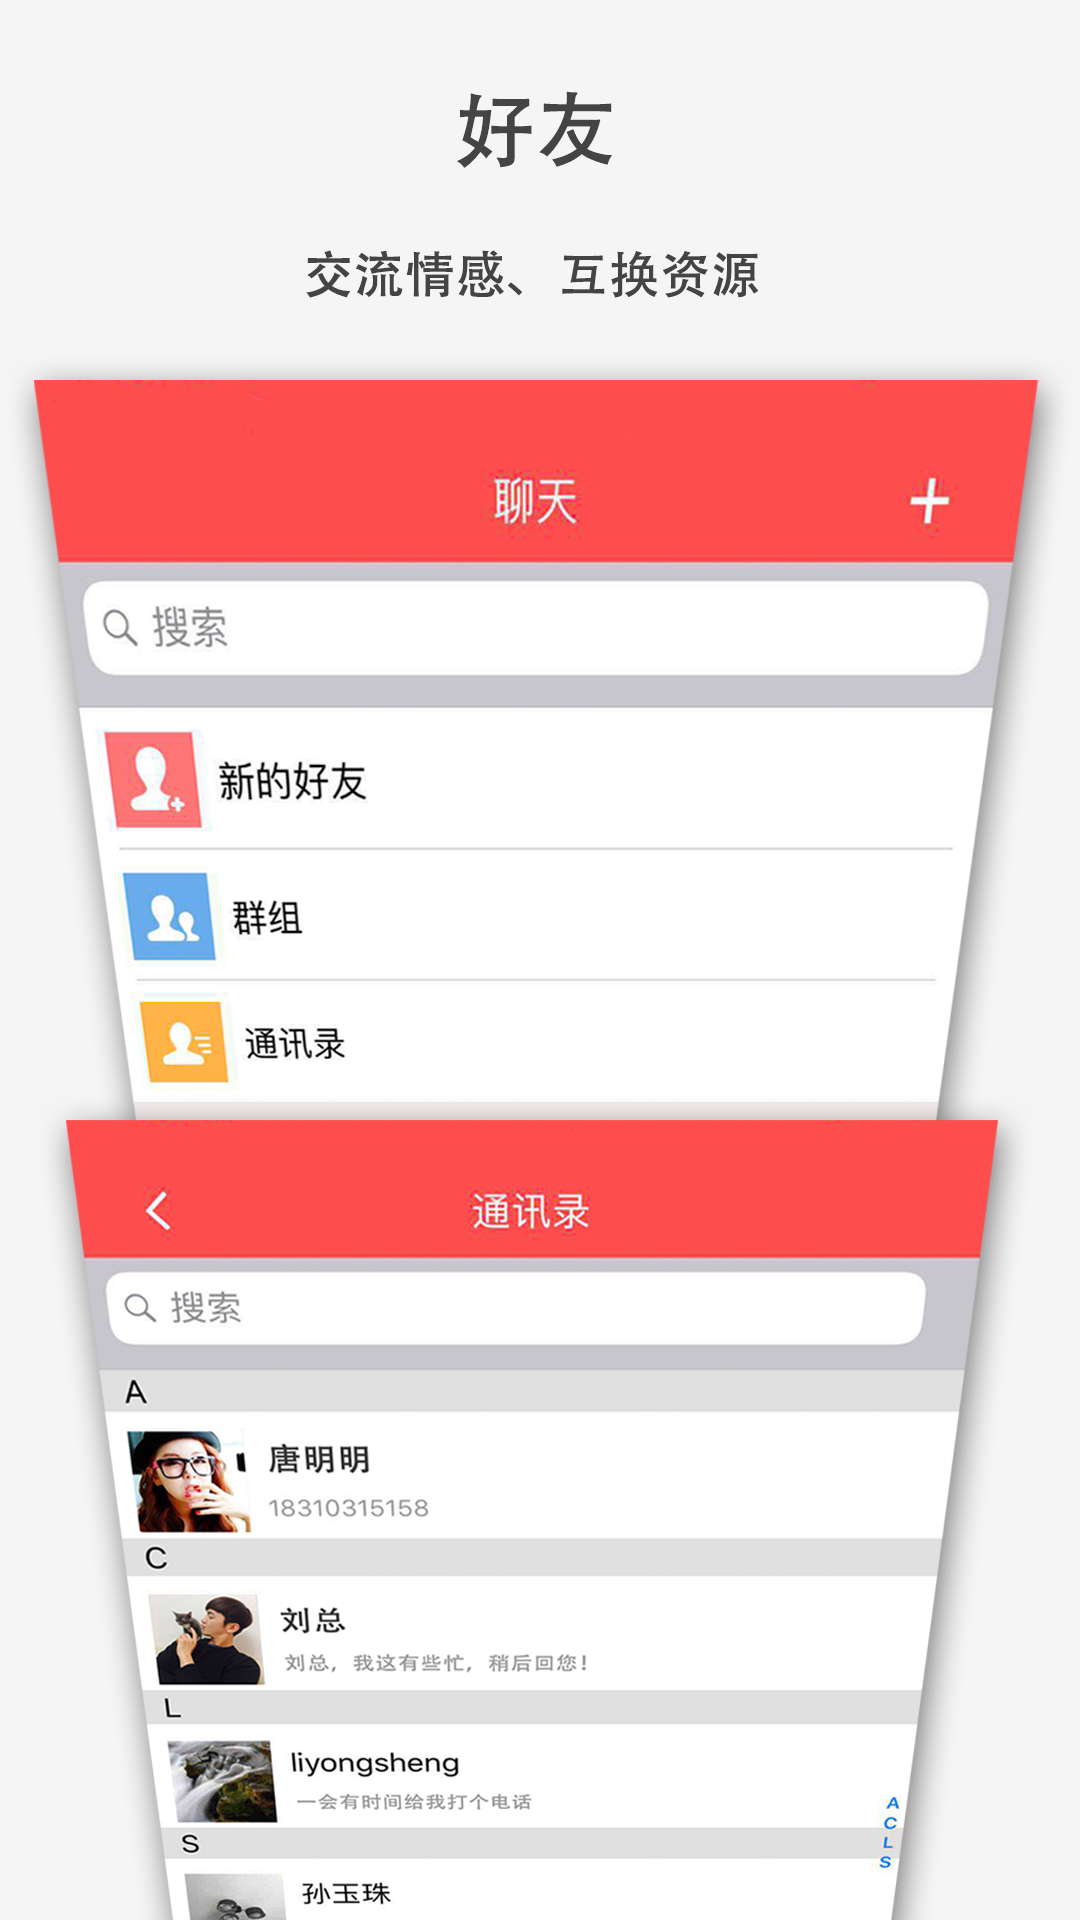 好友
交流情感、互换资源
聊天
搜索
新的好友
群组
通讯录
通讯录
搜索
A
唐明明
18310315158
C
刘总
刘总，我这有些忙，稍后回您！
L
liyongsheng
一会有时间给我打个电话
A
C
L
S
S
孙玉珠